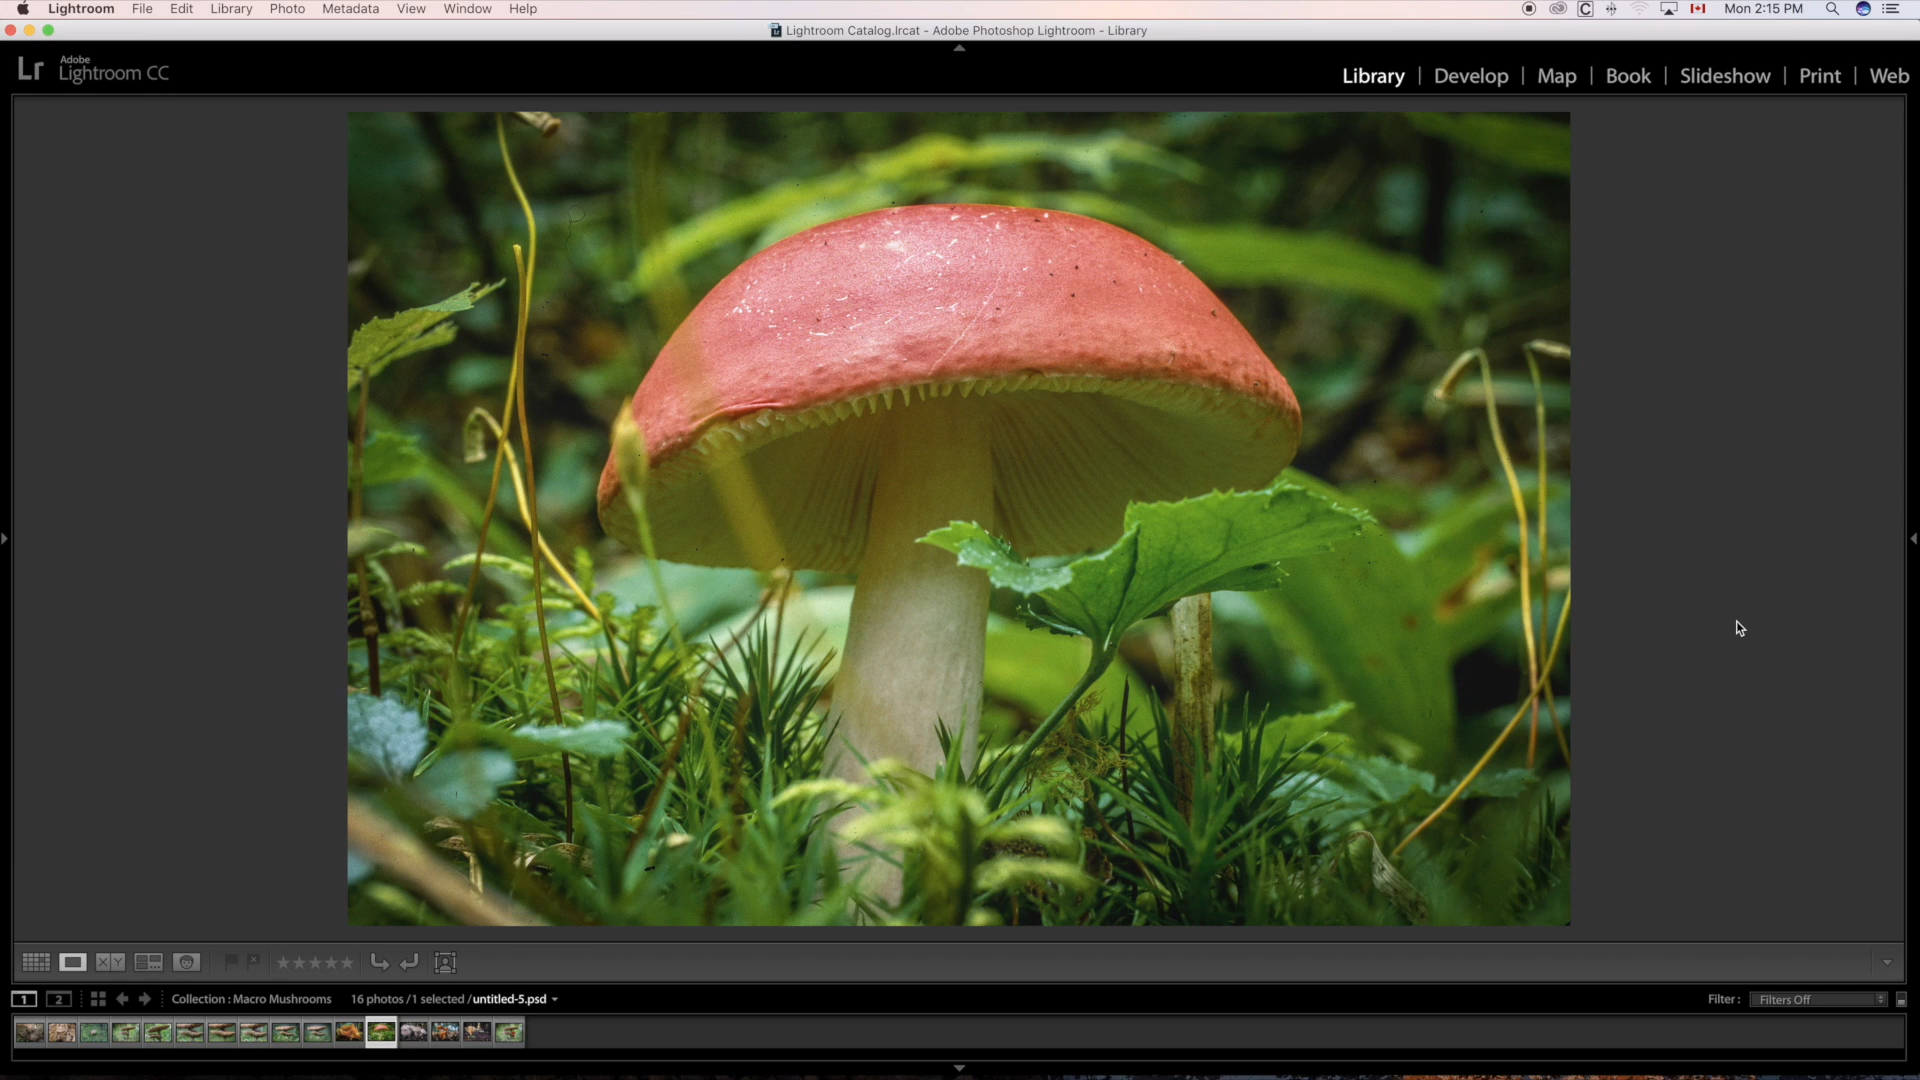 Lightroom File Edit Library Photo Metadata View Window Help Mon 2:15 PM
Lightroom Catalog.lrcat - Adobe Photoshop Lightroom - Library
Lr Adobe
Lightroom CC
Library | Develop | Map | Book | Slideshow | Print | Web
X Y
1 2 Collection : Macro Mushrooms 16 photos / 1 selected / untitled-5.psd Filter : Filters Off